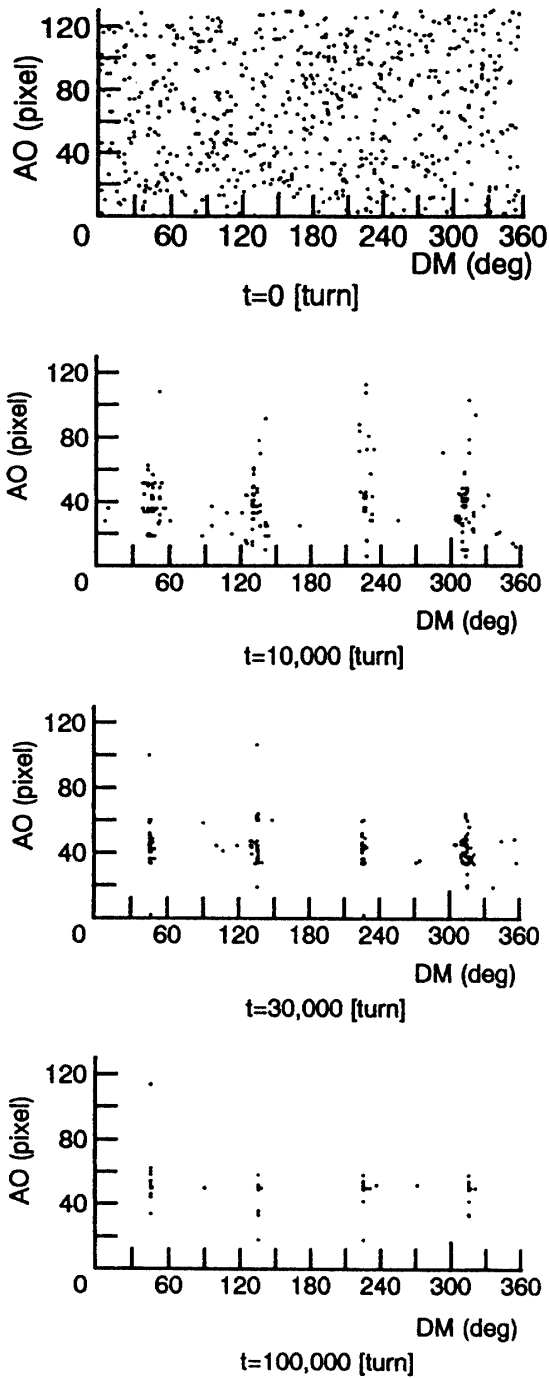 120
80
40
AO (pixel)
0 60 120 180 240 300 360
DM (deg)
t=0 [turn]
120
80
40
AO (pixel)
0 60 120 180 240 300 360
DM (deg)
t=10,000 [turn]
120
80
40
AO (pixel)
0 60 120 180 240 300 360
DM (deg)
t=30,000 [turn]
120
80
40
AO (pixel)
0 60 120 180 240 300 360
DM (deg)
t=100,000 [turn]